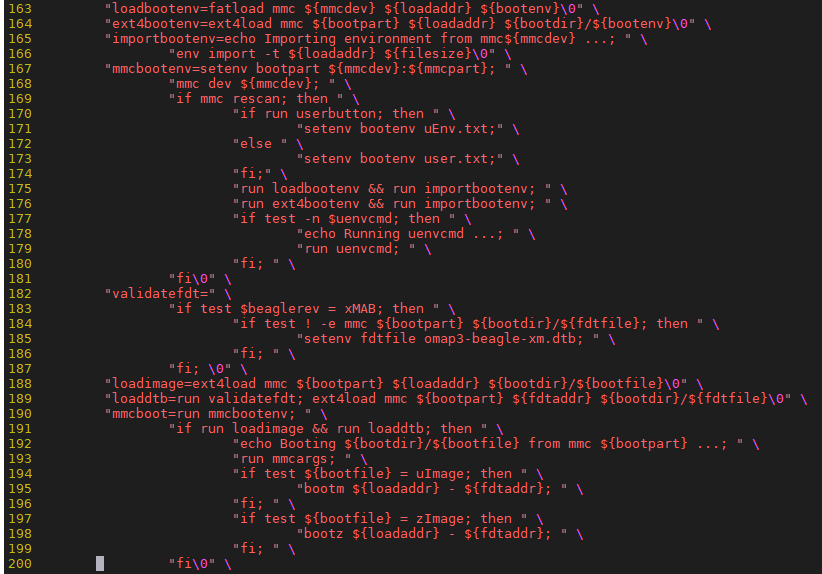 163         "loadbootenv=fatload mmc ${mmcdev} ${loadaddr} ${bootenv}\0" \
164         "ext4bootenv=ext4load mmc ${bootpart} ${loadaddr} ${bootdir}/${bootenv}\0" \
165         "importbootenv=echo Importing environment from mmc${mmcdev} ...; " \
166                 "env import -t ${loadaddr} ${filesize}\0" \
167         "mmcbootenv=setenv bootpart ${mmcdev}:${mmcpart}; " \
168                 "mmc dev ${mmcdev}; " \
169                 "if mmc rescan; then " \
170                         "if run userbutton; then " \
171                                 "setenv bootenv uEnv.txt;" \
172                         "else " \
173                                 "setenv bootenv user.txt;" \
174                         "fi;" \
175                         "run loadbootenv && run importbootenv; " \
176                         "run ext4bootenv && run importbootenv; " \
177                         "if test -n $uenvcmd; then " \
178                                 "echo Running uenvcmd ...; " \
179                                 "run uenvcmd; " \
180                         "fi; " \
181                 "fi\0" \
182         "validatefdt=" \
183                 "if test $beaglerev = xMAB; then " \
184                         "if test ! -e mmc ${bootpart} ${bootdir}/${fdtfile}; then " \
185                                 "setenv fdtfile omap3-beagle-xm.dtb; " \
186                         "fi; " \
187                 "fi; \0" \
188         "loadimage=ext4load mmc ${bootpart} ${loadaddr} ${bootdir}/${bootfile}\0" \
189         "loaddtb=run validatefdt; ext4load mmc ${bootpart} ${fdtaddr} ${bootdir}/${fdtfile}\0" \
190         "mmcboot=run mmcbootenv; " \
191                 "if run loadimage && run loaddtb; then " \
192                         "echo Booting ${bootdir}/${bootfile} from mmc ${bootpart} ...; " \
193                         "run mmcargs; " \
194                         "if test ${bootfile} = uImage; then " \
195                                 "bootm ${loadaddr} - ${fdtaddr}; " \
196                         "fi; " \
197                         "if test ${bootfile} = zImage; then " \
198                                 "bootz ${loadaddr} - ${fdtaddr}; " \
199                         "fi; " \
200                 "fi\0" \